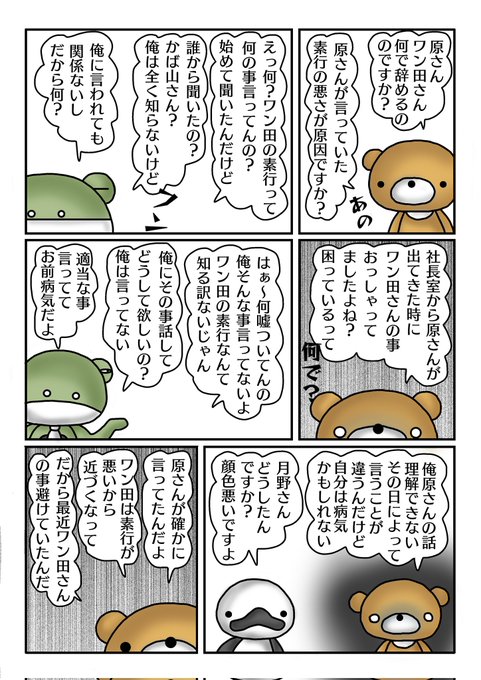 原さん
ワン田さん
何で辞めるの
のですか？
原さんが言っていた
素行の悪さが原因ですか？
あの
えっ何？ワン田の素行って
何の事言ってんの？
始めて聞いたんだけど
誰から聞いたの？
かば山さん？
俺は全く知らないけど
ウーン
俺に言われても
関係ないし
だから何？
社長室から原さんが
出てきた時に
ワン田さんの事
おっしゃって
ましたよね？
困っているって
何で？
はぁ～何嘘ついてんの
俺そんな事言ってないよ
ワン田の素行なんて
知る訳ないじゃん
俺にその事話して
どうして欲しいの？
俺は言ってない
適当な事
言ってて
お前病気だよ
俺原さんの話
理解できない
その日によって
言うことが
違うんだけど
自分は病気
かもしれない
月野さん
どうしたん
ですか？
顔色悪いですよ
原さんが確かに
言ってたんだよ
ワン田は素行が
悪いから
近づくなって
だから最近ワン田さん
の事避けていたんだ